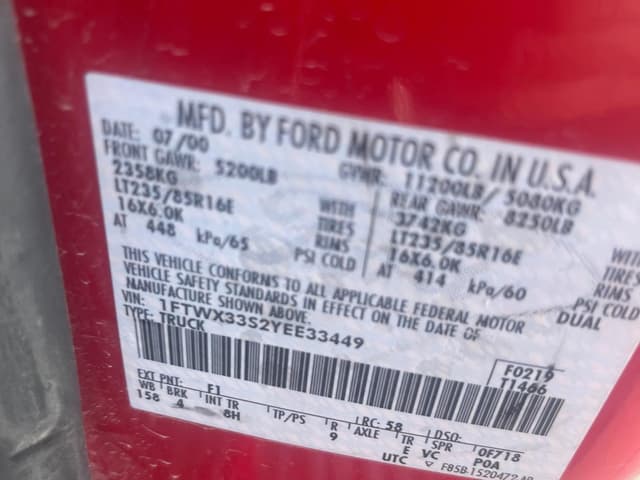 MFD. BY FORD MOTOR CO. IN U.S.A.
DATE: 07/00 GVWR: 11200LB/ 5080KG
FRONT GAWR: 5200LB REAR GAWR: 8250LB
2358KG 3742KG
LT235/85R16E WITH TIRES LT235/85R16E WITH TIRES
16X6.0K RIMS 16X6.0K RIMS
AT 448 kPa/65 PSI COLD AT 414 kPa/60 PSI COLD
DUAL
THIS VEHICLE CONFORMS TO ALL APPLICABLE FEDERAL MOTOR
VEHICLE SAFETY STANDARDS IN EFFECT ON THE DATE OF
MANUFACTURE SHOWN ABOVE.
VIN: 1FTWX33S2YEE33449
TYPE: TRUCK
F0219
T1466
EXT PNT: E1 RC: 58 DSO:
WB BRK INT TR TP/PS R AXLE TR SPR 0F718
158 4 8H 9 E VC P0A
UTC